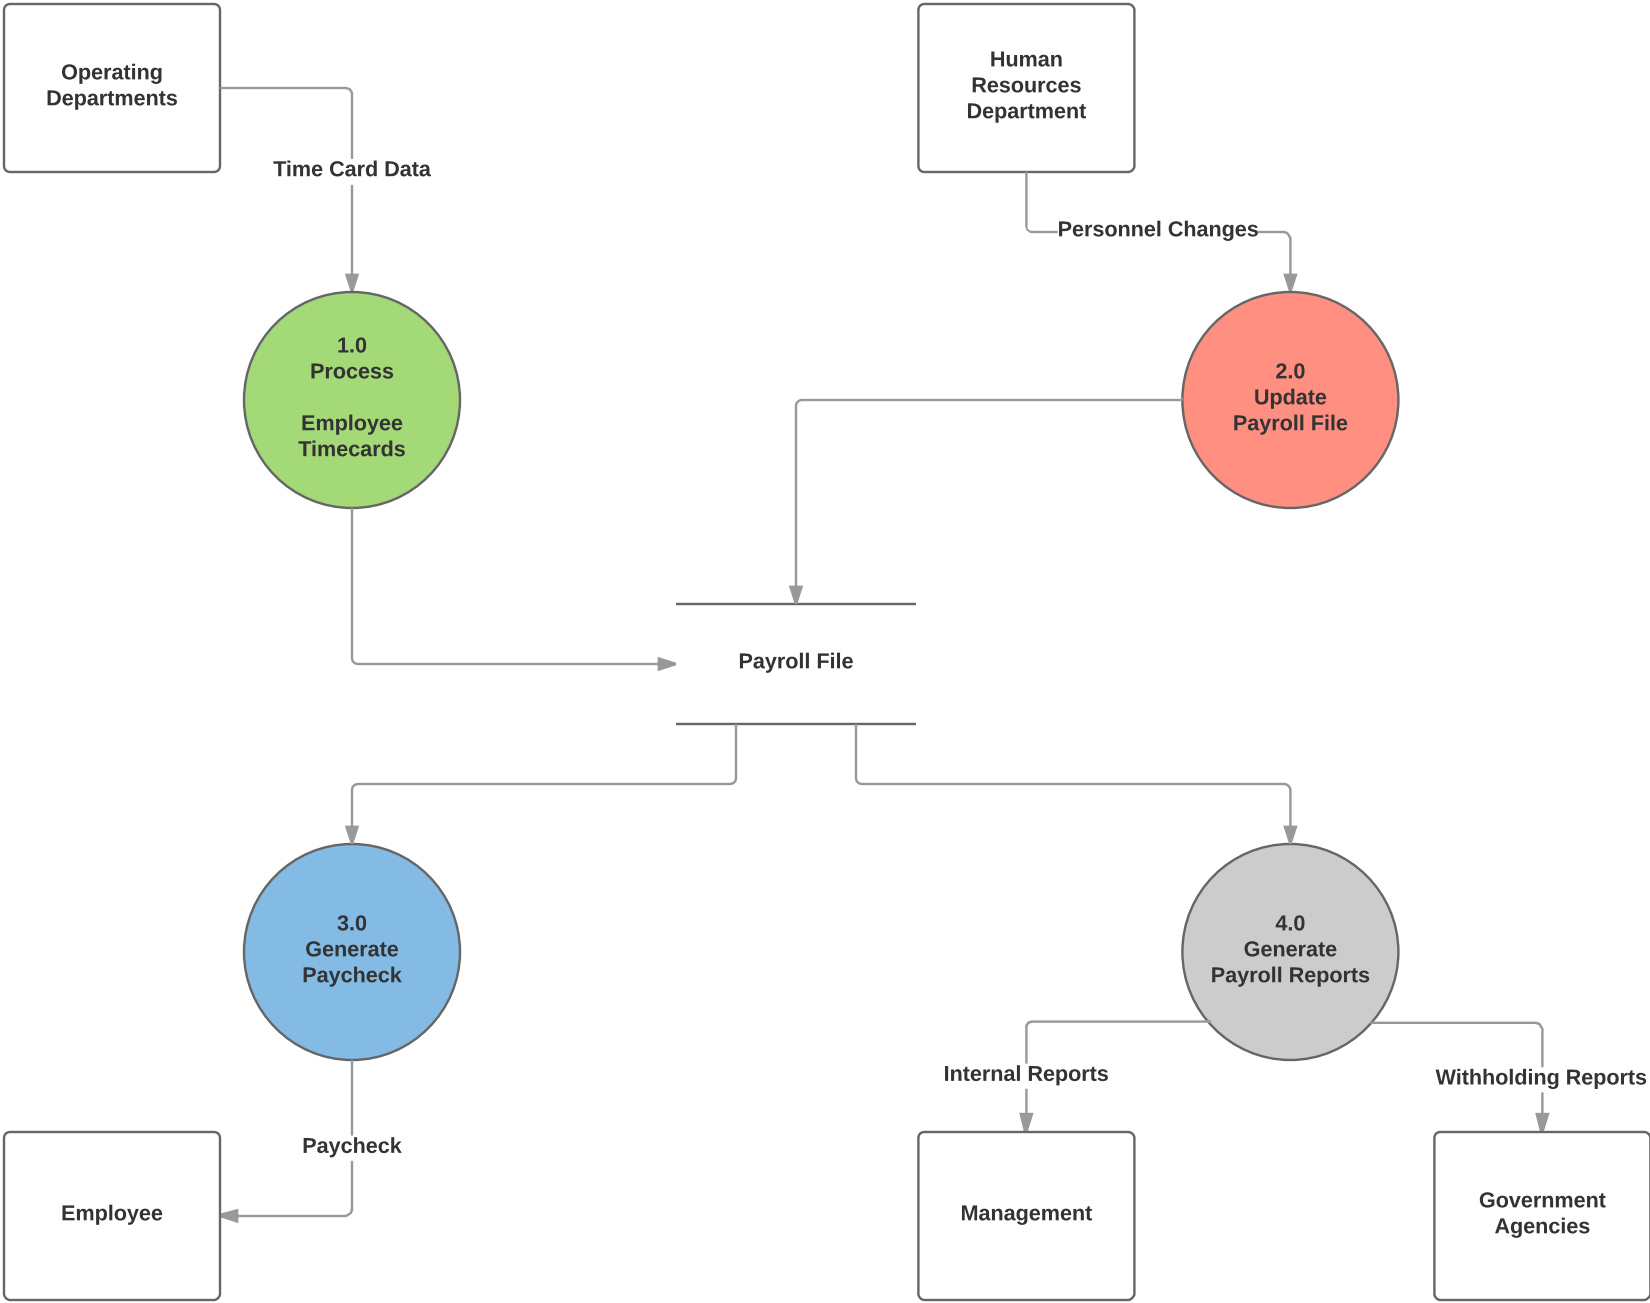 Operating
Departments
Human
Resources
Department
Time Card Data
Personnel Changes
1.0
Process
Employee
Timecards
2.0
Update
Payroll File
Payroll File
3.0
Generate
Paycheck
4.0
Generate
Payroll Reports
Internal Reports
Withholding Reports
Paycheck
Employee
Management
Government
Agencies